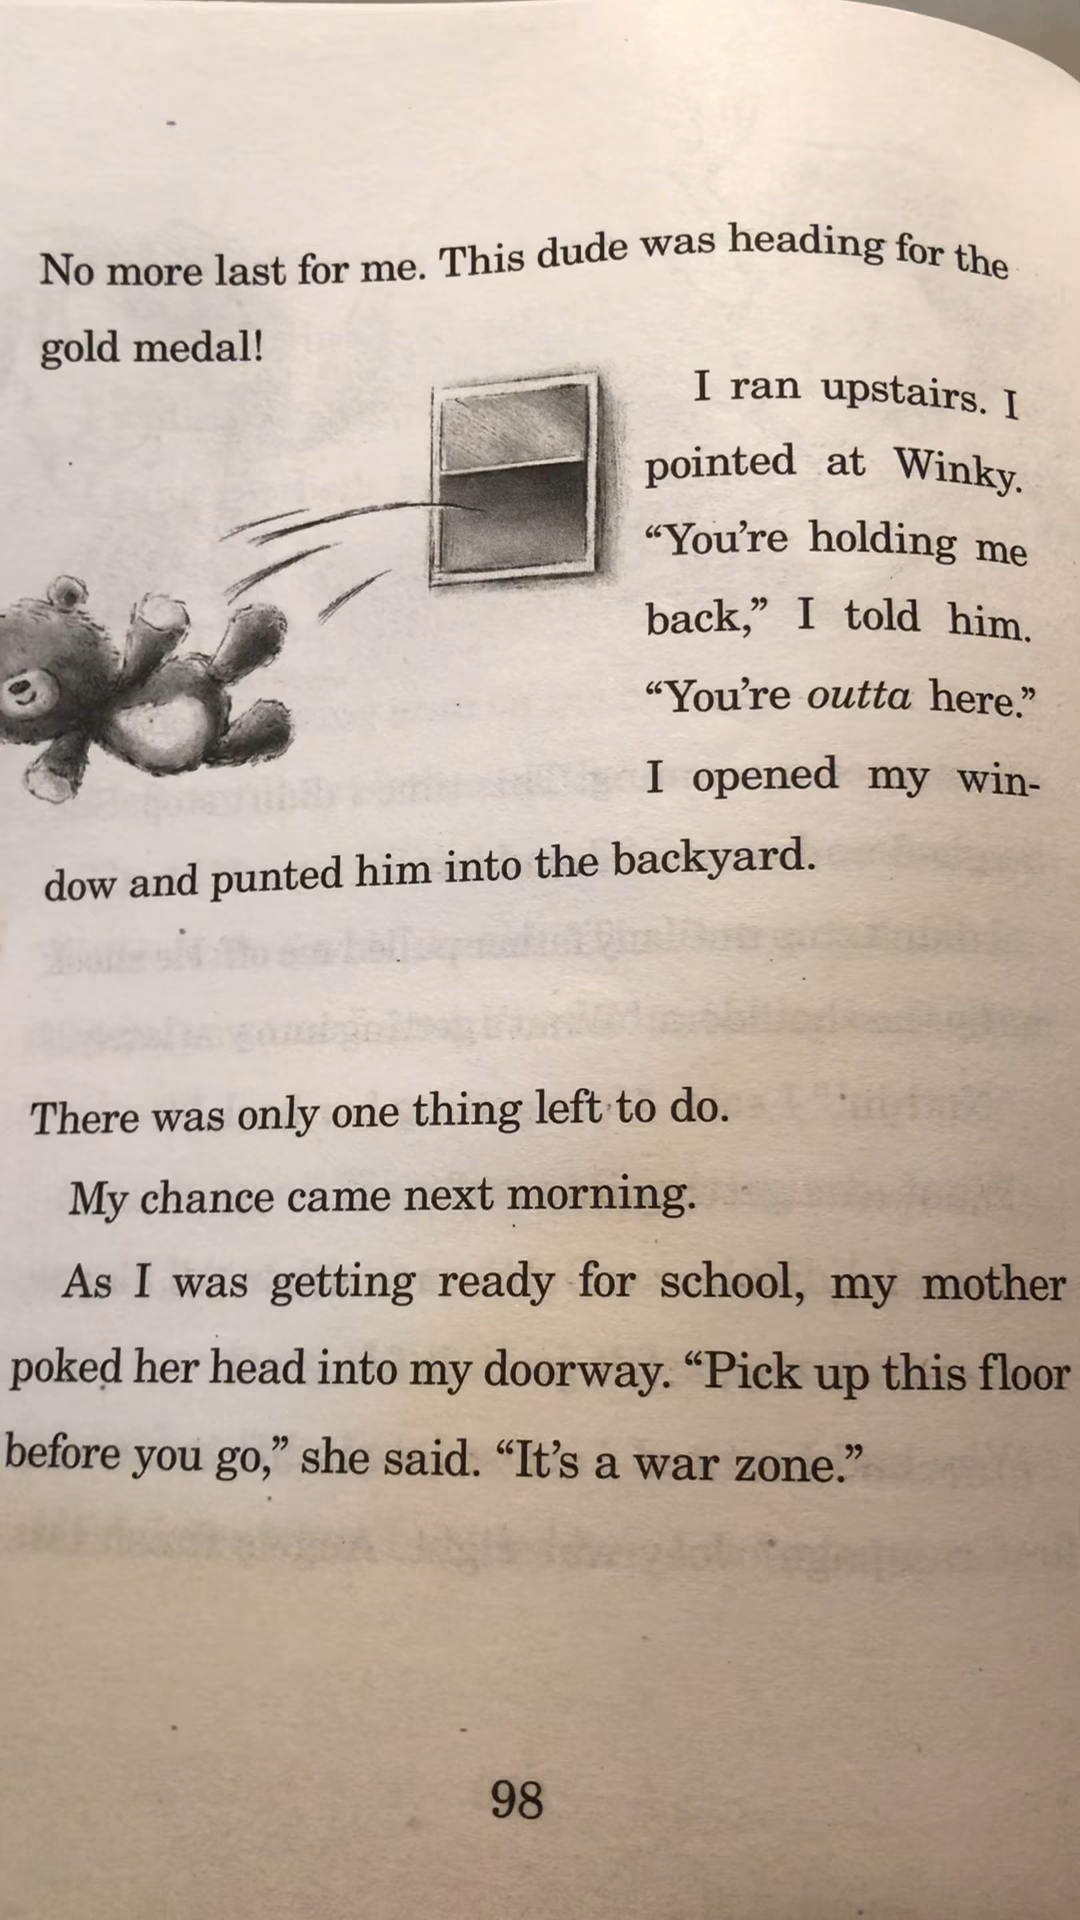 No more last for me. This dude was heading for the
gold medal!
I ran upstairs. I
pointed at Winky.
“You’re holding me
back,” I told him.
“You’re outta here.”
I opened my win-
dow and punted him into the backyard.
There was only one thing left to do.
My chance came next morning.
As I was getting ready for school, my mother
poked her head into my doorway. “Pick up this floor
before you go,” she said. “It’s a war zone.”
98